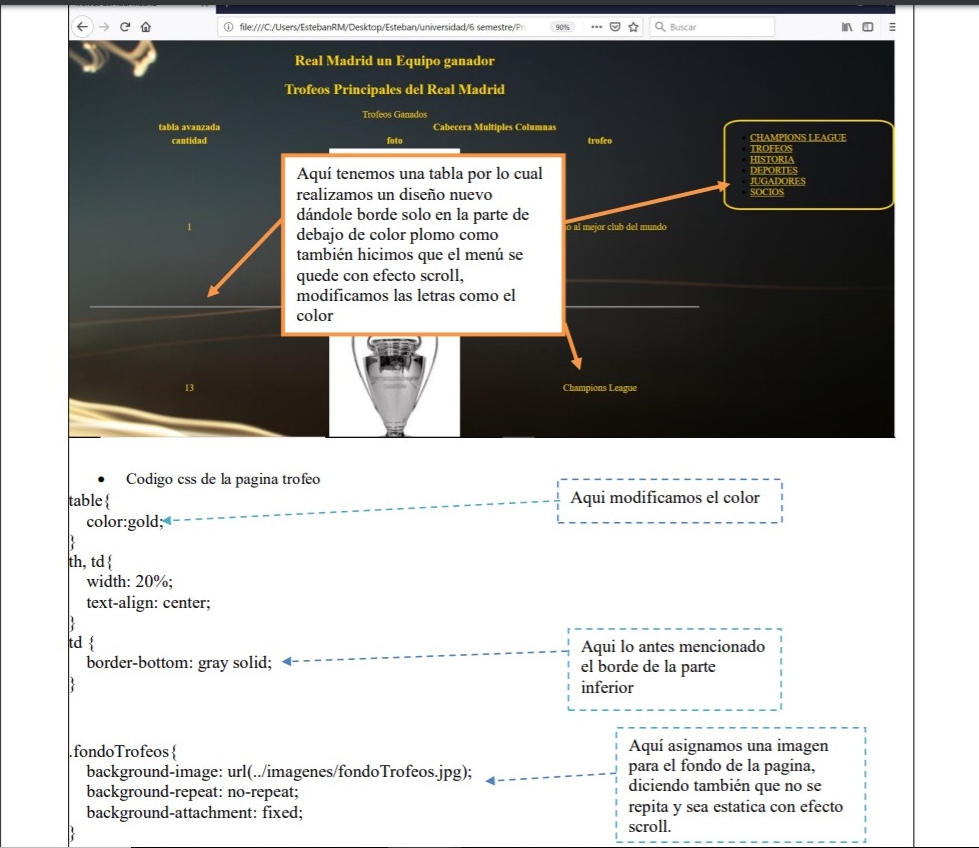 file:///C:/Users/EstebanRM/Desktop/Esteban/universidad/6 semestre/Pr
90%
Buscar
Real Madrid un Equipo ganador
Trofeos Principales del Real Madrid
Trofeos Ganados
tabla avanzada
Cabecera Multiples Columnas
cantidad
foto
trofeo
CHAMPIONS LEAGUE
TROFEOS
HISTORIA
DEPORTES
JUGADORES
SOCIOS
Aquí tenemos una tabla por lo cual
realizamos un diseño nuevo
dándole borde solo en la parte de
debajo de color plomo como
también hicimos que el menú se
quede con efecto scroll,
modificamos las letras como el
color
1
o al mejor club del mundo
13
Champions League
• Codigo css de la pagina trofeo
table{
color:gold;
}
Aqui modificamos el color
th, td{
width: 20%;
text-align: center;
}
td {
border-bottom: gray solid;
}
Aqui lo antes mencionado
el borde de la parte
inferior
.fondoTrofeos{
background-image: url(../imagenes/fondoTrofeos.jpg);
background-repeat: no-repeat;
background-attachment: fixed;
}
Aquí asignamos una imagen
para el fondo de la pagina,
diciendo también que no se
repita y sea estatica con efecto
scroll.